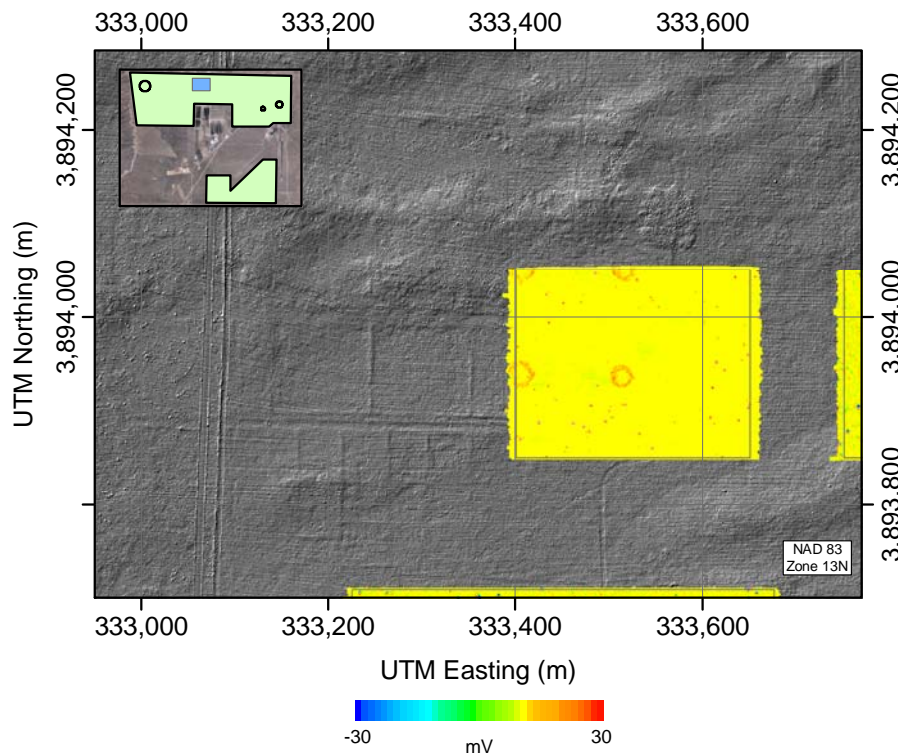 333,000 333,200 333,400 333,600
3,894,200 3,894,200
3,894,000 3,894,000
3,893,800 3,893,800
UTM Northing (m)
NAD 83
Zone 13N
333,000 333,200 333,400 333,600
UTM Easting (m)
-30 30
mV